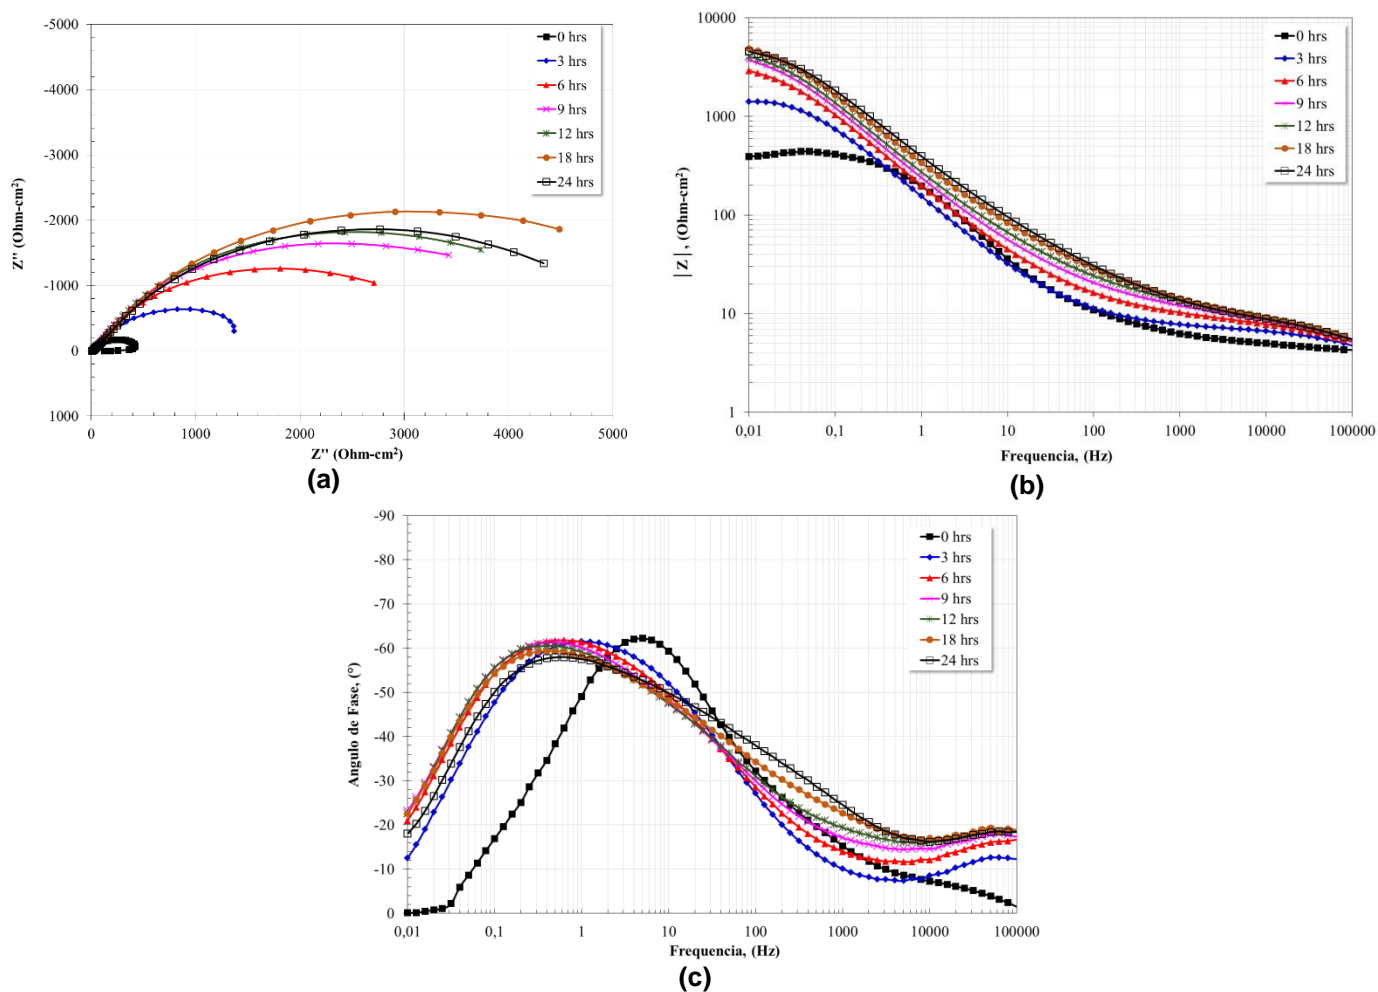 -5000
-4000
-3000
-2000
-1000
0
1000
Z'' (Ohm-cm²)
0 hrs
3 hrs
6 hrs
9 hrs
12 hrs
18 hrs
24 hrs
0 1000 2000 3000 4000 5000
Z'' (Ohm-cm²)
(a)
10000
1000
100
10
1
| Z | , (Ohm-cm²)
0 hrs
3 hrs
6 hrs
9 hrs
12 hrs
18 hrs
24 hrs
0,01 0,1 1 10 100 1000 10000 100000
Frequencia, (Hz)
(b)
-90
-80
-70
-60
-50
-40
-30
-20
-10
0
Angulo de Fase, (°)
0 hrs
3 hrs
6 hrs
9 hrs
12 hrs
18 hrs
24 hrs
0,01 0,1 1 10 100 1000 10000 100000
Frequencia, (Hz)
(c)